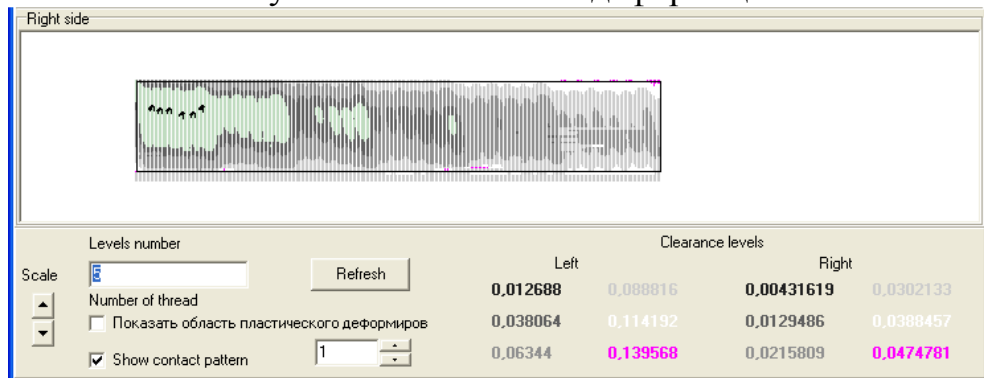 Right side
Levels number
Clearance levels
Left Right
Scale
5 Refresh
0,012688 0,088816 0,00431619 0,0302133
Number of thread
Показать область пластического деформиров
0,038064 0,114192 0,0129486 0,0388457
Show contact pattern 1
0,06344 0,139568 0,0215809 0,0474781